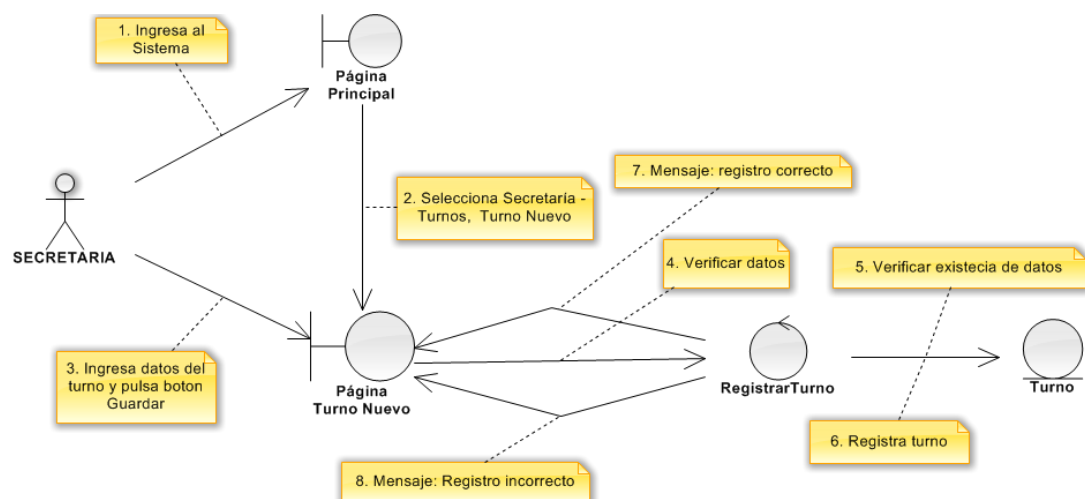 1. Ingresa al
Sistema
Página
Principal
2. Selecciona Secretaría -
Turnos,  Turno Nuevo
7. Mensaje: registro correcto
SECRETARIA
4. Verificar datos
5. Verificar existecia de datos
3. Ingresa datos del
turno y pulsa boton
Guardar
Página
Turno Nuevo
RegistrarTurno
Turno
6. Registra turno
8. Mensaje: Registro incorrecto